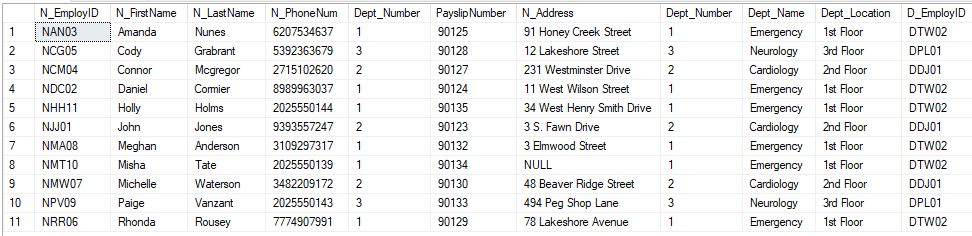 N_EmployID N_FirstName N_LastName N_PhoneNum Dept_Number PayslipNumber N_Address Dept_Number Dept_Name Dept_Location D_EmployID
1 NAN03 Amanda Nunes 6207534637 1 90125 91 Honey Creek Street 1 Emergency 1st Floor DTW02
2 NCG05 Cody Grabrant 5392363679 3 90128 12 Lakeshore Street 3 Neurology 3rd Floor DPL01
3 NCM04 Connor Mcgregor 2715102620 2 90127 231 Westminster Drive 2 Cardiology 2nd Floor DDJ01
4 NDC02 Daniel Cormier 8989963037 1 90124 11 West Wilson Street 1 Emergency 1st Floor DTW02
5 NHH11 Holly Holms 2025550144 1 90135 34 West Henry Smith Drive 1 Emergency 1st Floor DTW02
6 NJJ01 John Jones 9393557247 2 90123 3 S. Fawn Drive 2 Cardiology 2nd Floor DDJ01
7 NMA08 Meghan Anderson 3109297317 1 90132 3 Elmwood Street 1 Emergency 1st Floor DTW02
8 NMT10 Misha Tate 2025550139 1 90134 NULL 1 Emergency 1st Floor DTW02
9 NMW07 Michelle Waterson 3482209172 2 90130 48 Beaver Ridge Street 2 Cardiology 2nd Floor DDJ01
10 NPV09 Paige Vanzant 2025550143 3 90133 494 Peg Shop Lane 3 Neurology 3rd Floor DPL01
11 NRR06 Rhonda Rousey 7774907991 1 90129 78 Lakeshore Avenue 1 Emergency 1st Floor DTW02